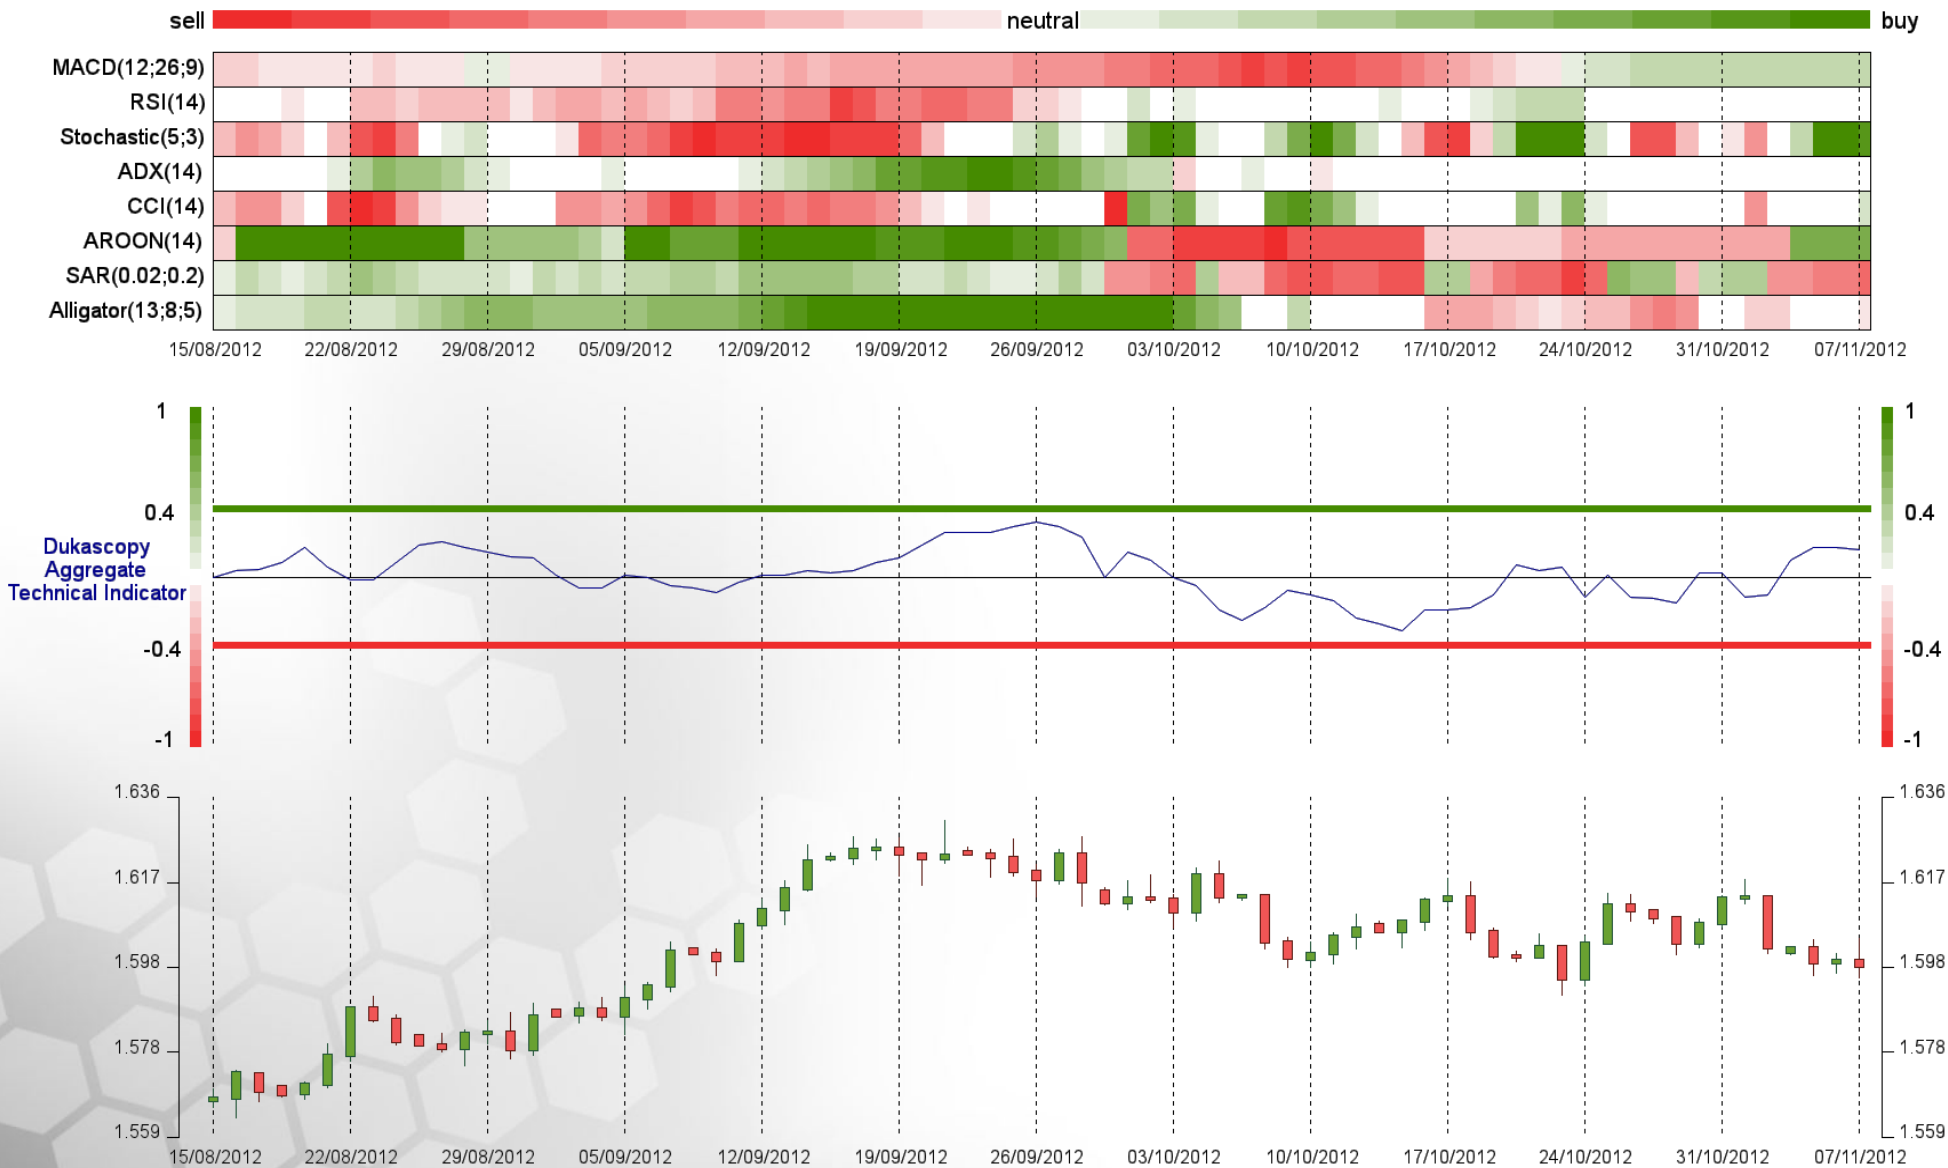 sell neutral buy
MACD(12;26;9)
RSI(14)
Stochastic(5;3)
ADX(14)
CCI(14)
AROON(14)
SAR(0.02;0.2)
Alligator(13;8;5)
15/08/2012 22/08/2012 29/08/2012 05/09/2012 12/09/2012 19/09/2012 26/09/2012 03/10/2012 10/10/2012 17/10/2012 24/10/2012 31/10/2012 07/11/2012
1 1
0.4 0.4
Dukascopy
Aggregate
Technical Indicator
-0.4 -0.4
-1 -1
1.636 1.636
1.617 1.617
1.598 1.598
1.578 1.578
1.559 1.559
15/08/2012 22/08/2012 29/08/2012 05/09/2012 12/09/2012 19/09/2012 26/09/2012 03/10/2012 10/10/2012 17/10/2012 24/10/2012 31/10/2012 07/11/2012